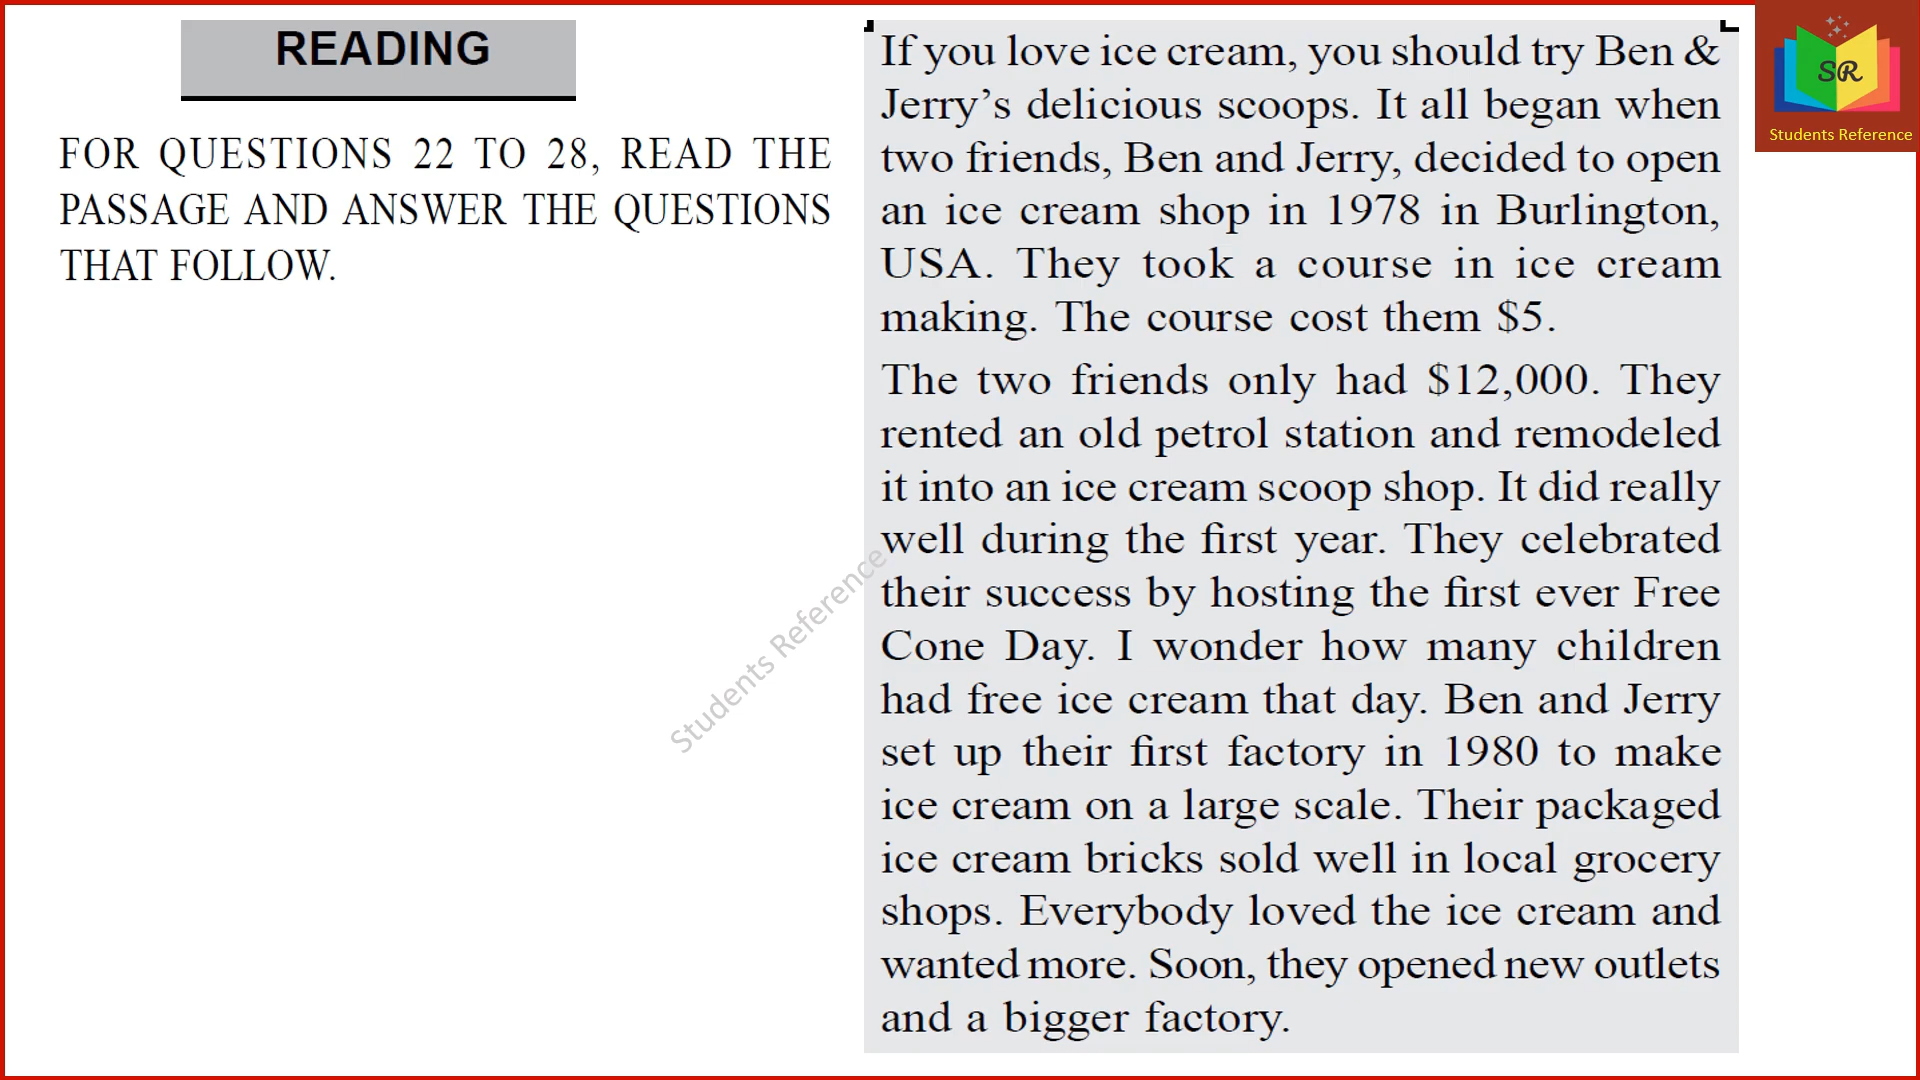 READING
FOR QUESTIONS 22 TO 28, READ THE
PASSAGE AND ANSWER THE QUESTIONS
THAT FOLLOW.
If you love ice cream, you should try Ben &
Jerry’s delicious scoops. It all began when
two friends, Ben and Jerry, decided to open
an ice cream shop in 1978 in Burlington,
USA. They took a course in ice cream
making. The course cost them $5.
The two friends only had $12,000. They
rented an old petrol station and remodeled
it into an ice cream scoop shop. It did really
well during the first year. They celebrated
their success by hosting the first ever Free
Cone Day. I wonder how many children
had free ice cream that day. Ben and Jerry
set up their first factory in 1980 to make
ice cream on a large scale. Their packaged
ice cream bricks sold well in local grocery
shops. Everybody loved the ice cream and
wanted more. Soon, they opened new outlets
and a bigger factory.
SR
Students Reference
Students Reference